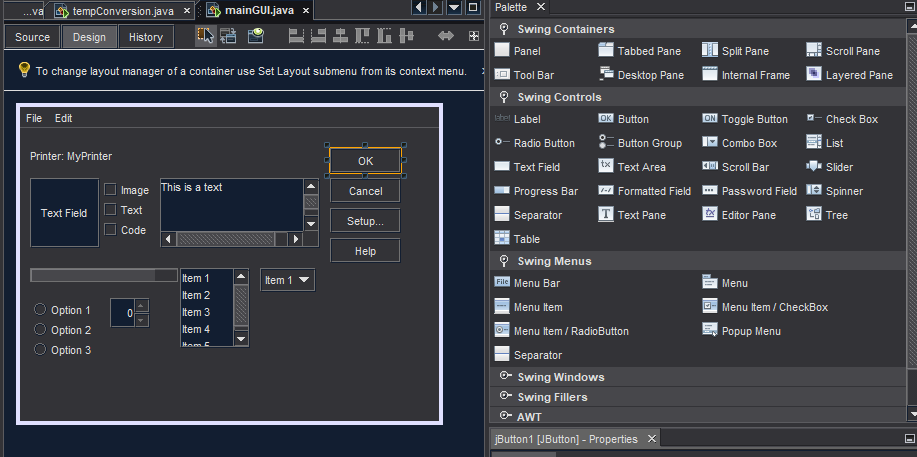 ...va
tempConversion.java
mainGUI.java
Source
Design
History
To change layout manager of a container use Set Layout submenu from its context menu.
File
Edit
Printer: MyPrinter
Text Field
Image
Text
Code
This is a text
OK
Cancel
Setup...
Help
Option 1
Option 2
Option 3
0
Item 1
Item 2
Item 3
Item 4
Item 5
Item 1
Palette
Swing Containers
Panel
Tabbed Pane
Split Pane
Scroll Pane
Tool Bar
Desktop Pane
Internal Frame
Layered Pane
Swing Controls
label
Label
OK
Button
ON
Toggle Button
Check Box
Radio Button
Button Group
Combo Box
List
Text Field
tx
Text Area
Scroll Bar
Slider
Progress Bar
Formatted Field
Password Field
Spinner
Separator
T
Text Pane
Editor Pane
Tree
Table
Swing Menus
File
Menu Bar
Menu
Menu Item
Menu Item / CheckBox
Menu Item / RadioButton
Popup Menu
Separator
Swing Windows
Swing Fillers
AWT
jButton1 [JButton] - Properties